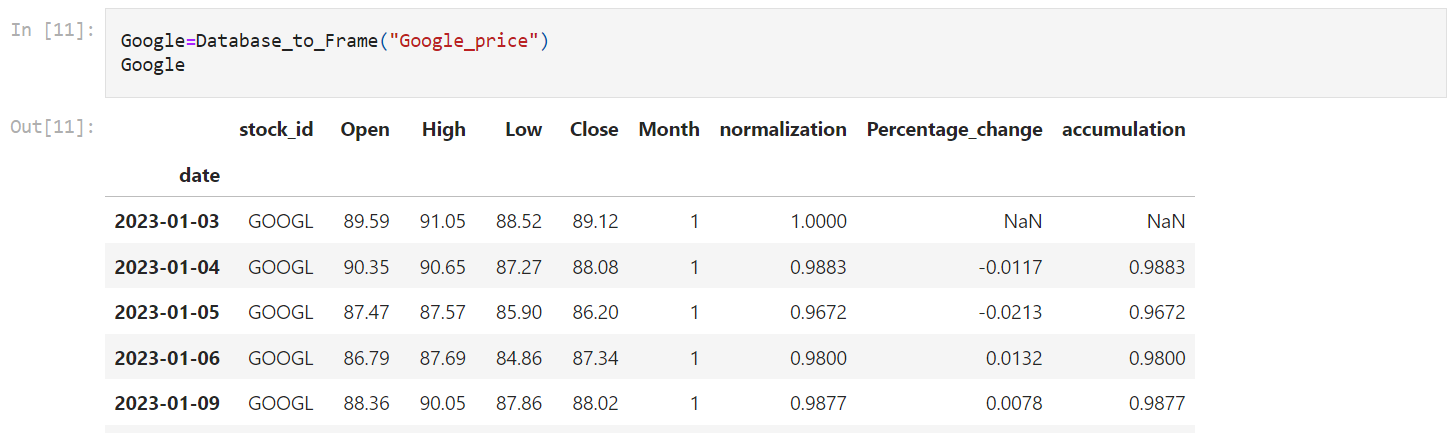 In [11]:
Google=Database_to_Frame("Google_price")
Google
Out[11]:
stock_id Open High Low Close Month normalization Percentage_change accumulation
date
2023-01-03 GOOGL 89.59 91.05 88.52 89.12 1 1.0000 NaN NaN
2023-01-04 GOOGL 90.35 90.65 87.27 88.08 1 0.9883 -0.0117 0.9883
2023-01-05 GOOGL 87.47 87.57 85.90 86.20 1 0.9672 -0.0213 0.9672
2023-01-06 GOOGL 86.79 87.69 84.86 87.34 1 0.9800 0.0132 0.9800
2023-01-09 GOOGL 88.36 90.05 87.86 88.02 1 0.9877 0.0078 0.9877